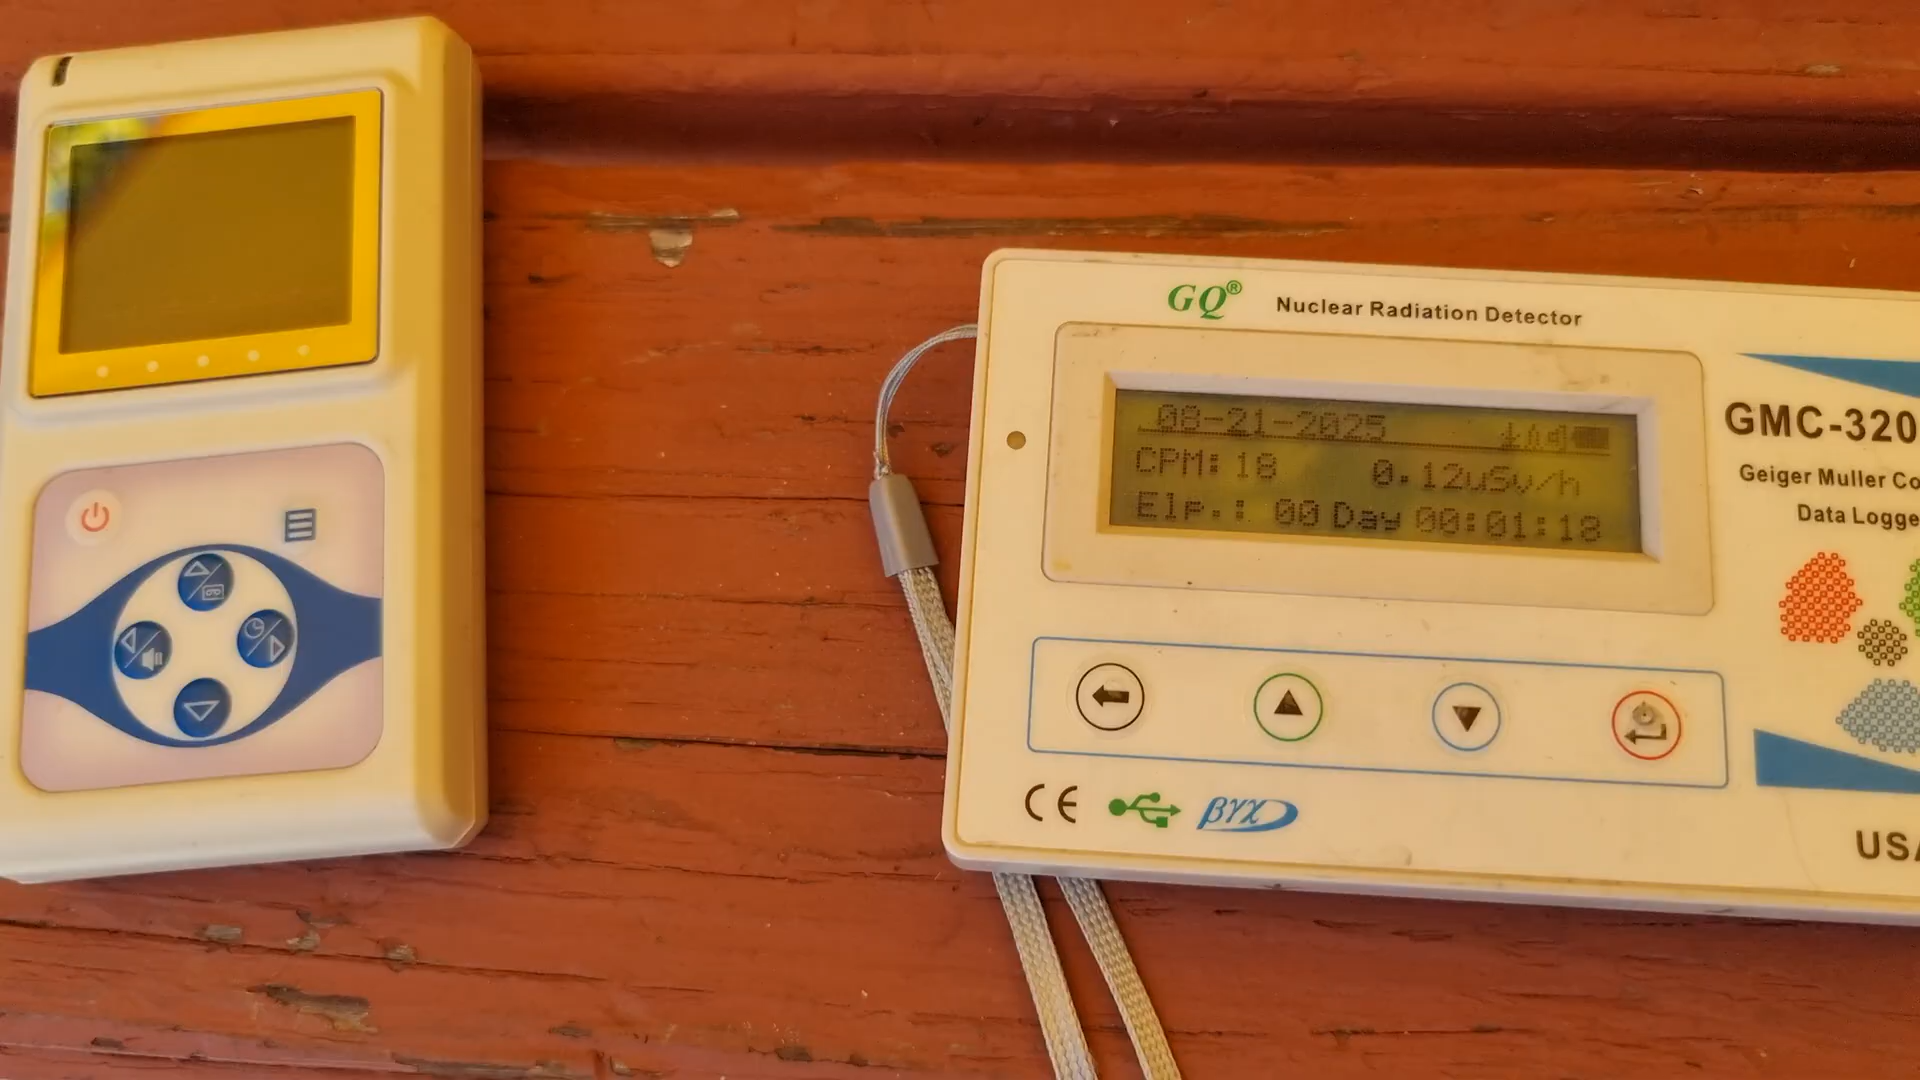 GQ® Nuclear Radiation Detector
08-21-2025
CPM: 18 0.12uSv/h
Elp.: 00 Day 00:01:18
GMC-320
Geiger Muller Co
Data Logge
CE βγχ
USA